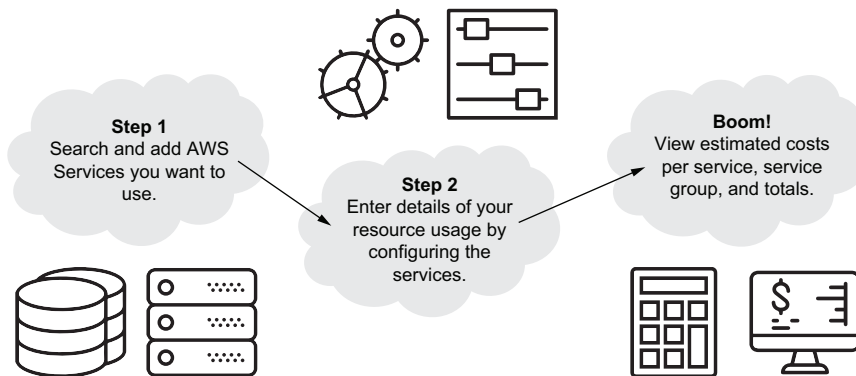 Step 1
Search and add AWS
Services you want to
use.
Step 2
Enter details of your
resource usage by
configuring the
services.
Boom!
View estimated costs
per service, service
group, and totals.
$